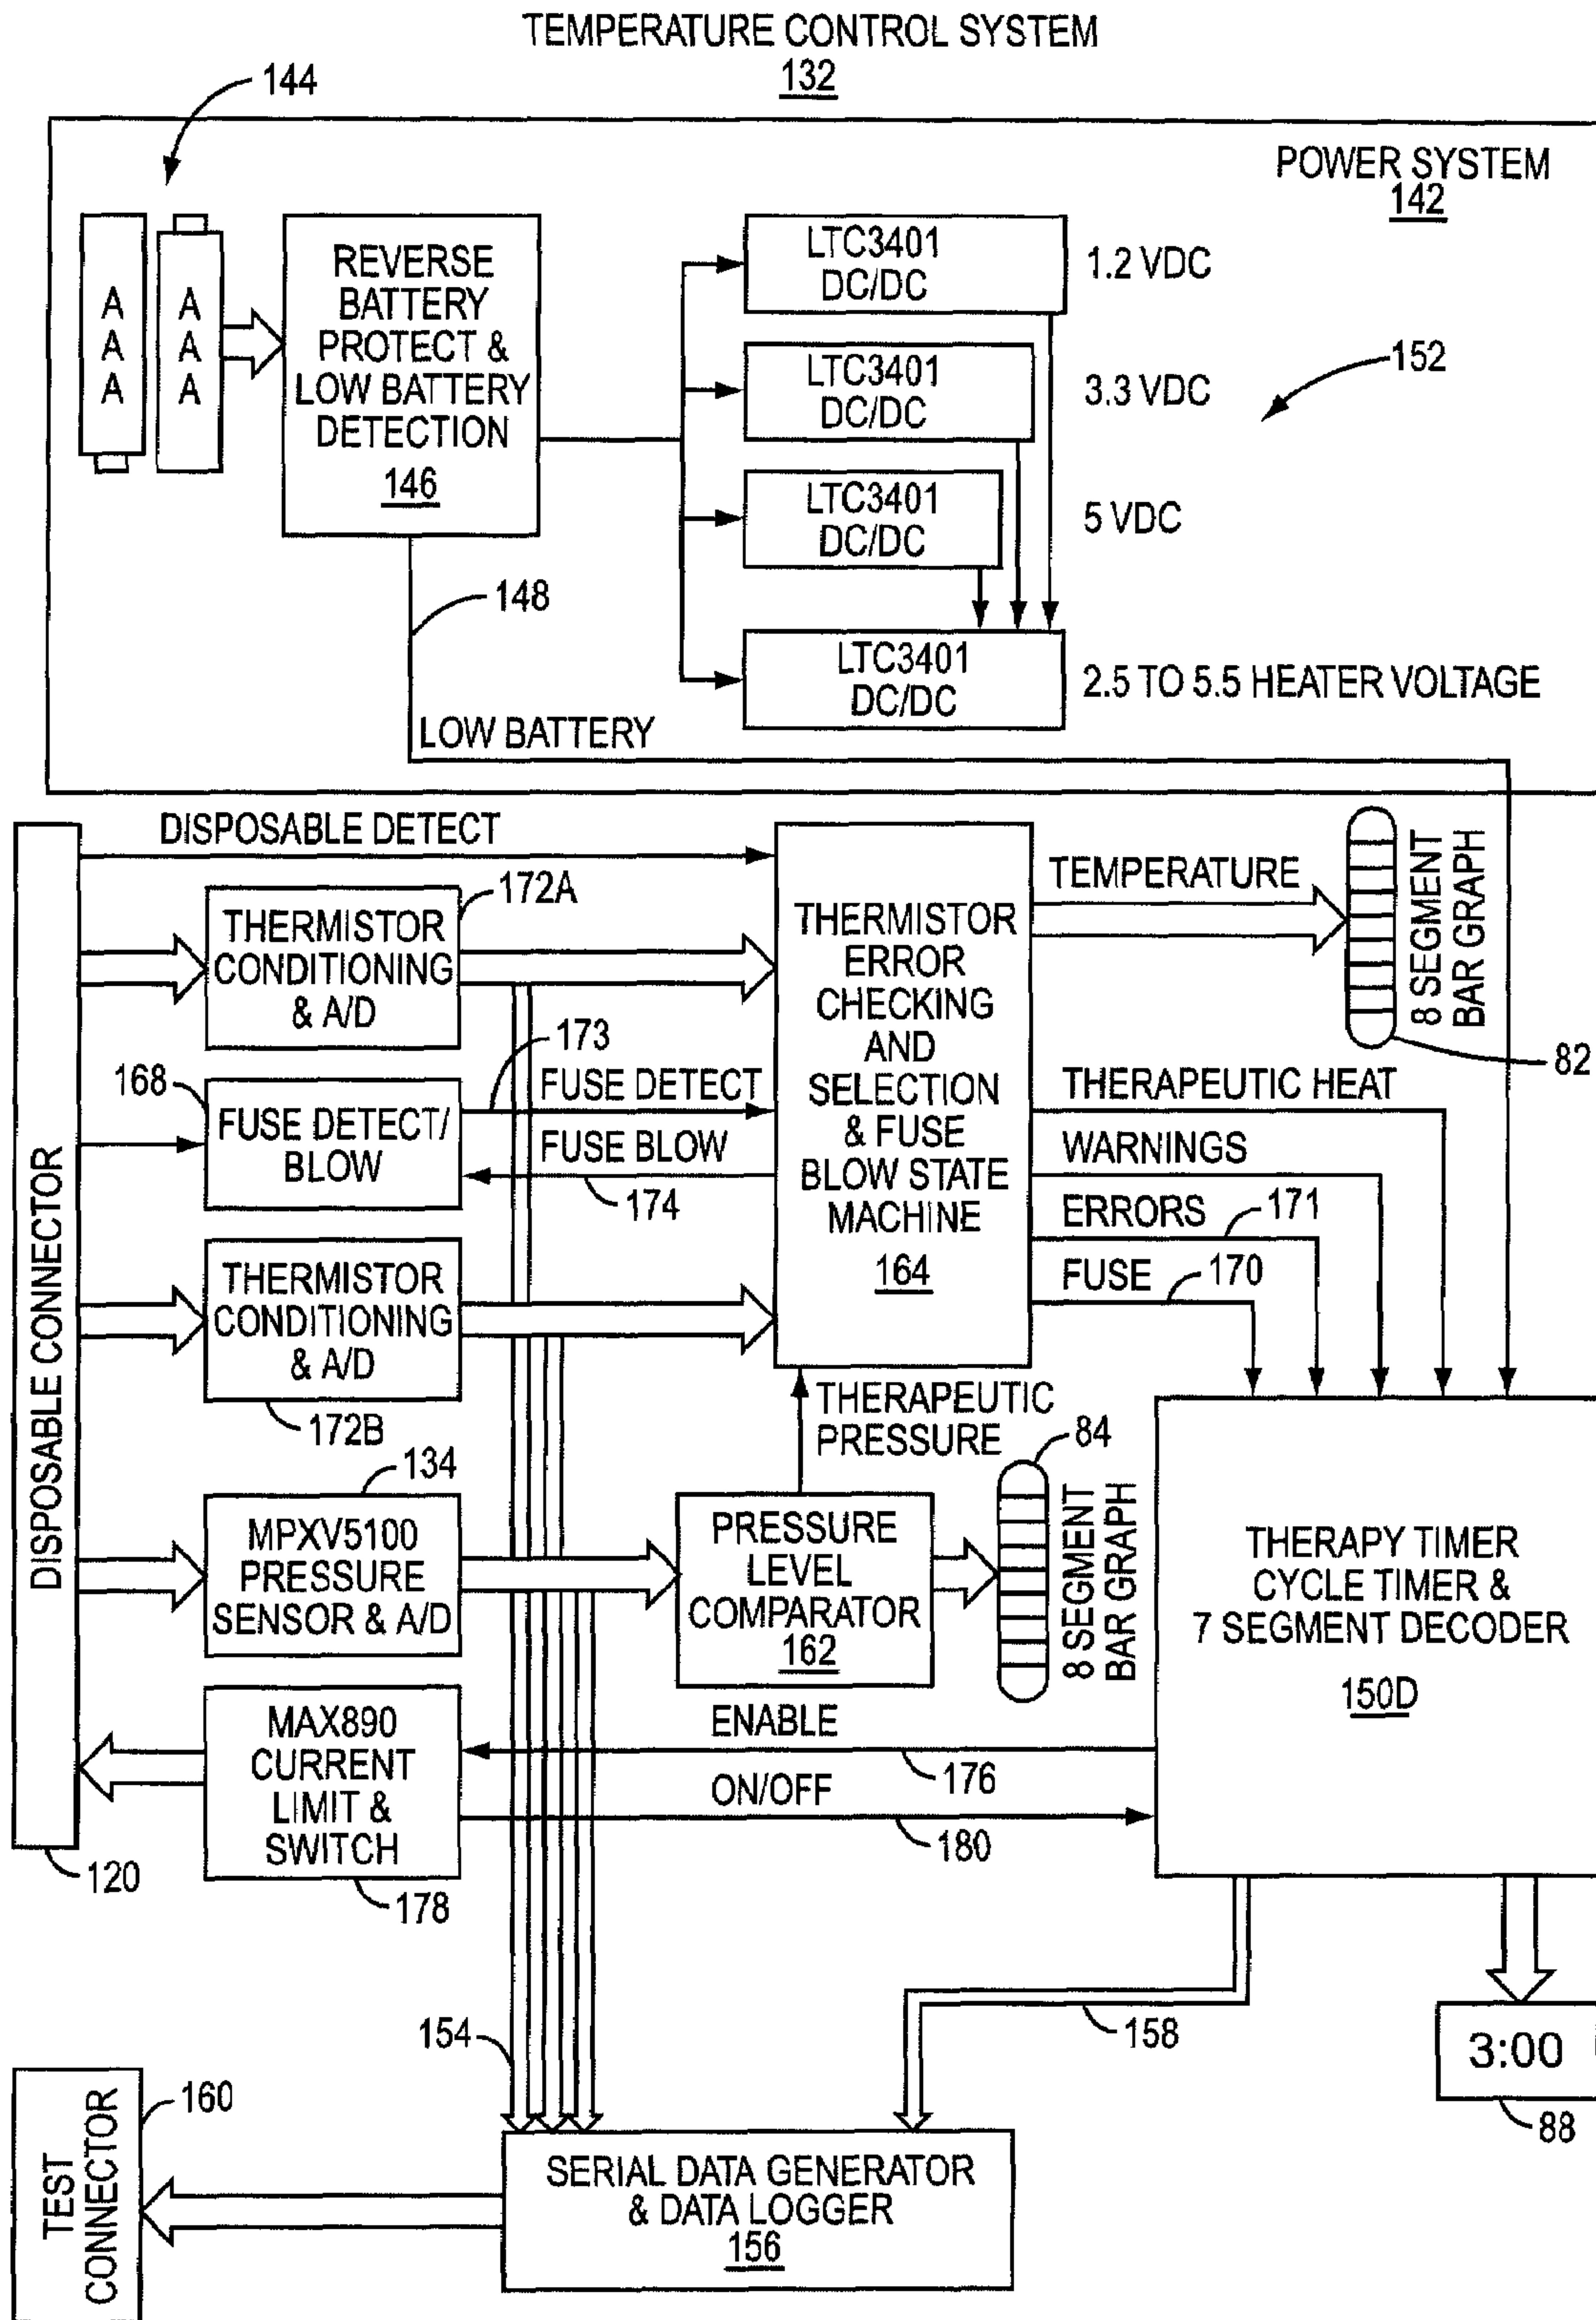 TEMPERATURE CONTROL SYSTEM
132
144
POWER SYSTEM
142
A
A
A
A
A
A
REVERSE
BATTERY
PROTECT &
LOW BATTERY
DETECTION
146
LTC3401
DC/DC
1.2 VDC
LTC3401
DC/DC
3.3 VDC
152
LTC3401
DC/DC
5 VDC
148
LTC3401
DC/DC
2.5 TO 5.5 HEATER VOLTAGE
LOW BATTERY
DISPOSABLE CONNECTOR
120
DISPOSABLE DETECT
172A
THERMISTOR
CONDITIONING
& A/D
168
FUSE DETECT/
BLOW
173
FUSE DETECT
FUSE BLOW
174
THERMISTOR
CONDITIONING
& A/D
172B
THERMISTOR
ERROR
CHECKING
AND
SELECTION
& FUSE
BLOW STATE
MACHINE
164
TEMPERATURE
8 SEGMENT
BAR GRAPH
82
THERAPEUTIC HEAT
WARNINGS
ERRORS
171
FUSE
170
THERAPEUTIC
PRESSURE
134
MPXV5100
PRESSURE
SENSOR & A/D
PRESSURE
LEVEL
COMPARATOR
162
84
8 SEGMENT
BAR GRAPH
THERAPY TIMER
CYCLE TIMER &
7 SEGMENT DECODER
150D
MAX890
CURRENT
LIMIT &
SWITCH
178
ENABLE
176
ON/OFF
180
154
158
3:00
88
TEST
CONNECTOR
160
SERIAL DATA GENERATOR
& DATA LOGGER
156